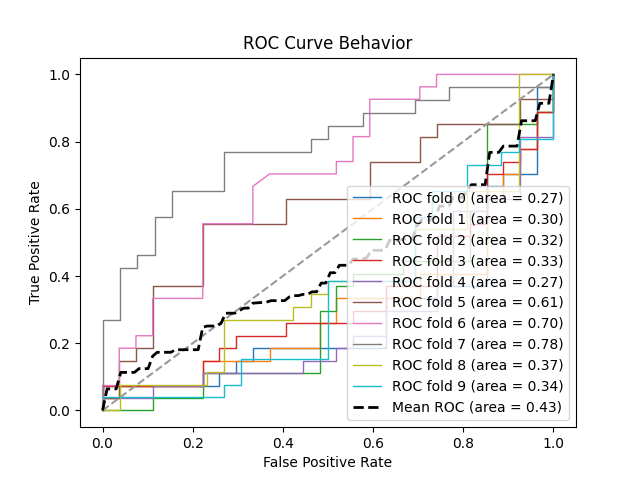 ROC Curve Behavior
True Positive Rate
1.0
0.8
0.6
0.4
0.2
0.0
ROC fold 0 (area = 0.27)
ROC fold 1 (area = 0.30)
ROC fold 2 (area = 0.32)
ROC fold 3 (area = 0.33)
ROC fold 4 (area = 0.27)
ROC fold 5 (area = 0.61)
ROC fold 6 (area = 0.70)
ROC fold 7 (area = 0.78)
ROC fold 8 (area = 0.37)
ROC fold 9 (area = 0.34)
Mean ROC (area = 0.43)
0.0 0.2 0.4 0.6 0.8 1.0
False Positive Rate